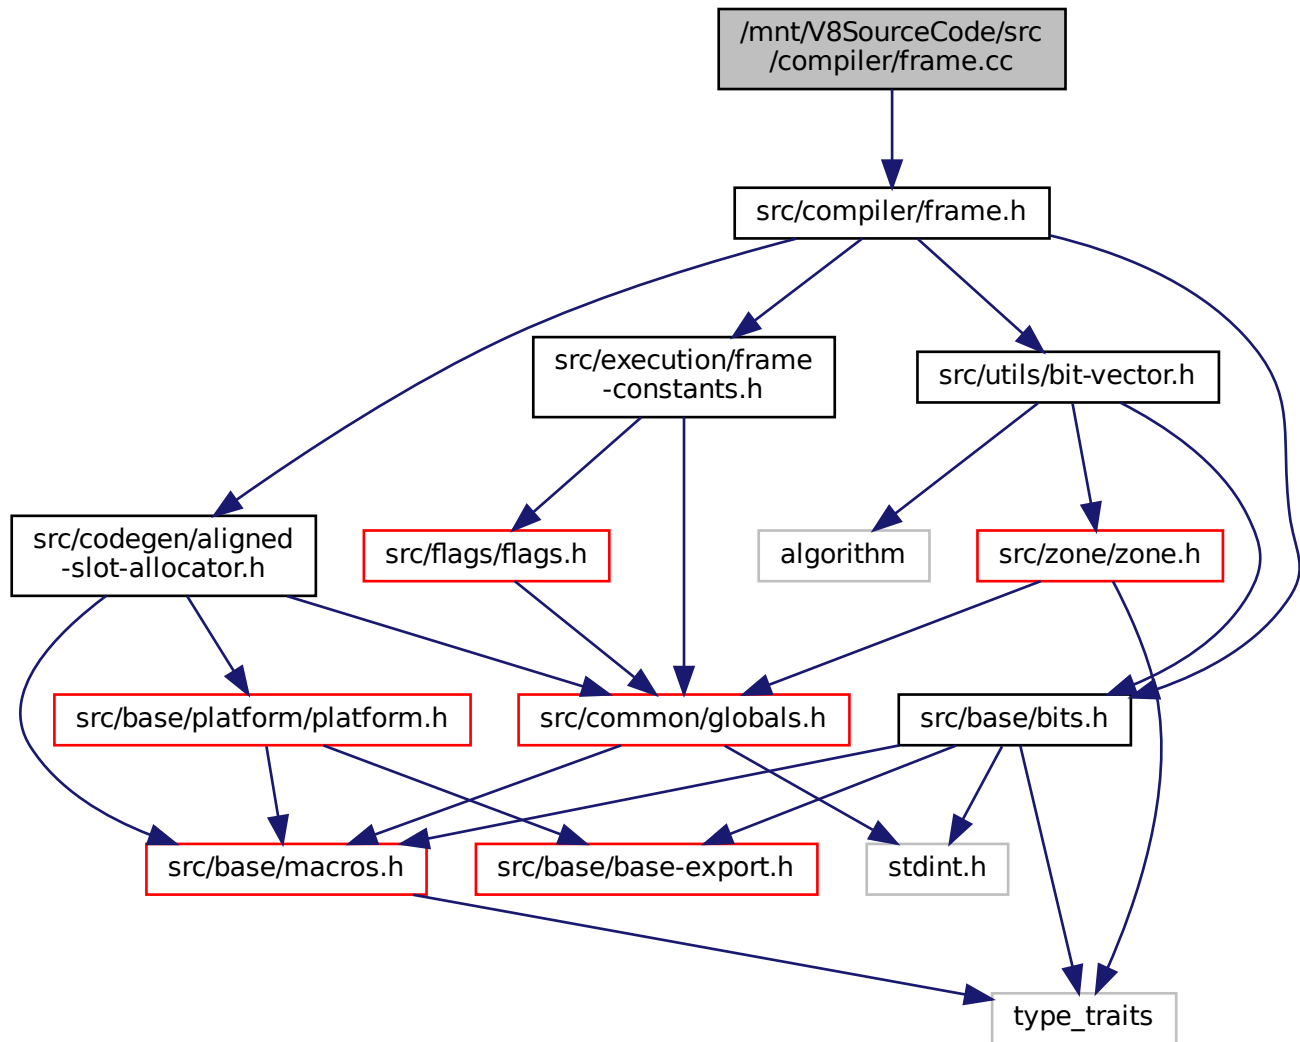 /mnt/V8SourceCode/src
/compiler/frame.cc
src/compiler/frame.h
src/execution/frame
-constants.h
src/utils/bit-vector.h
src/codegen/aligned
-slot-allocator.h
src/flags/flags.h
algorithm
src/zone/zone.h
src/base/platform/platform.h
src/common/globals.h
src/base/bits.h
src/base/macros.h
src/base/base-export.h
stdint.h
type_traits